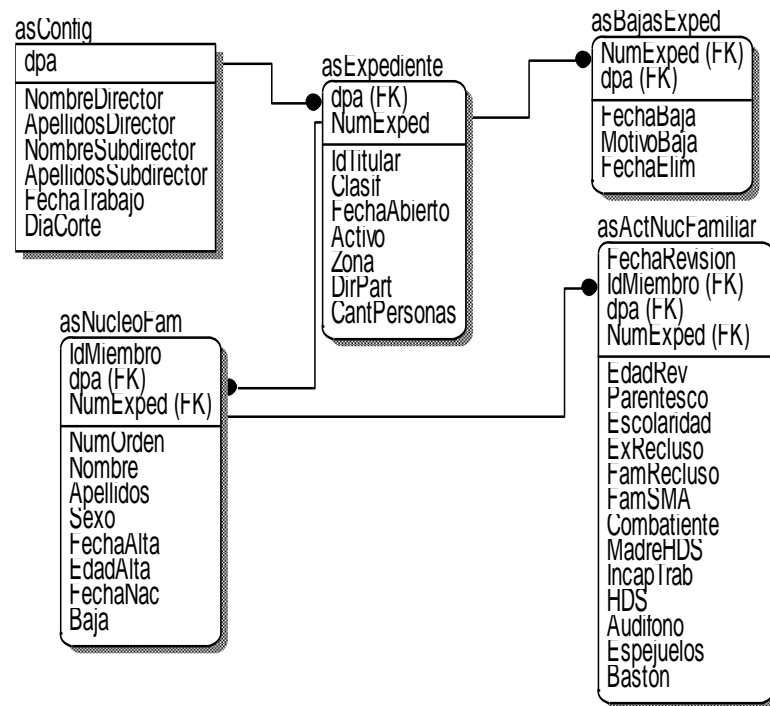 asConfig
dpa
NombreDirector
ApellidosDirector
NombreSubdirector
ApellidosSubdirector
FechaTrabajo
DiaCorte
asExpediente
dpa (FK)
NumExped
IdTitular
Clasif
FechaAbierto
Activo
Zona
DirPart
CantPersonas
asBajasExped
NumExped (FK)
dpa (FK)
FechaBaja
MotivoBaja
FechaElim
asNucleoFam
IdMiembro
dpa (FK)
NumExped (FK)
NumOrden
Nombre
Apellidos
Sexo
FechaAlta
EdadAlta
FechaNac
Baja
asActNucFamiliar
FechaRevision
IdMiembro (FK)
dpa (FK)
NumExped (FK)
EdadRev
Parentesco
Escolaridad
ExRecluso
FamRecluso
FamSMA
Combatiente
MadreHDS
IncapTrab
HDS
Audifono
Espejuelos
Baston